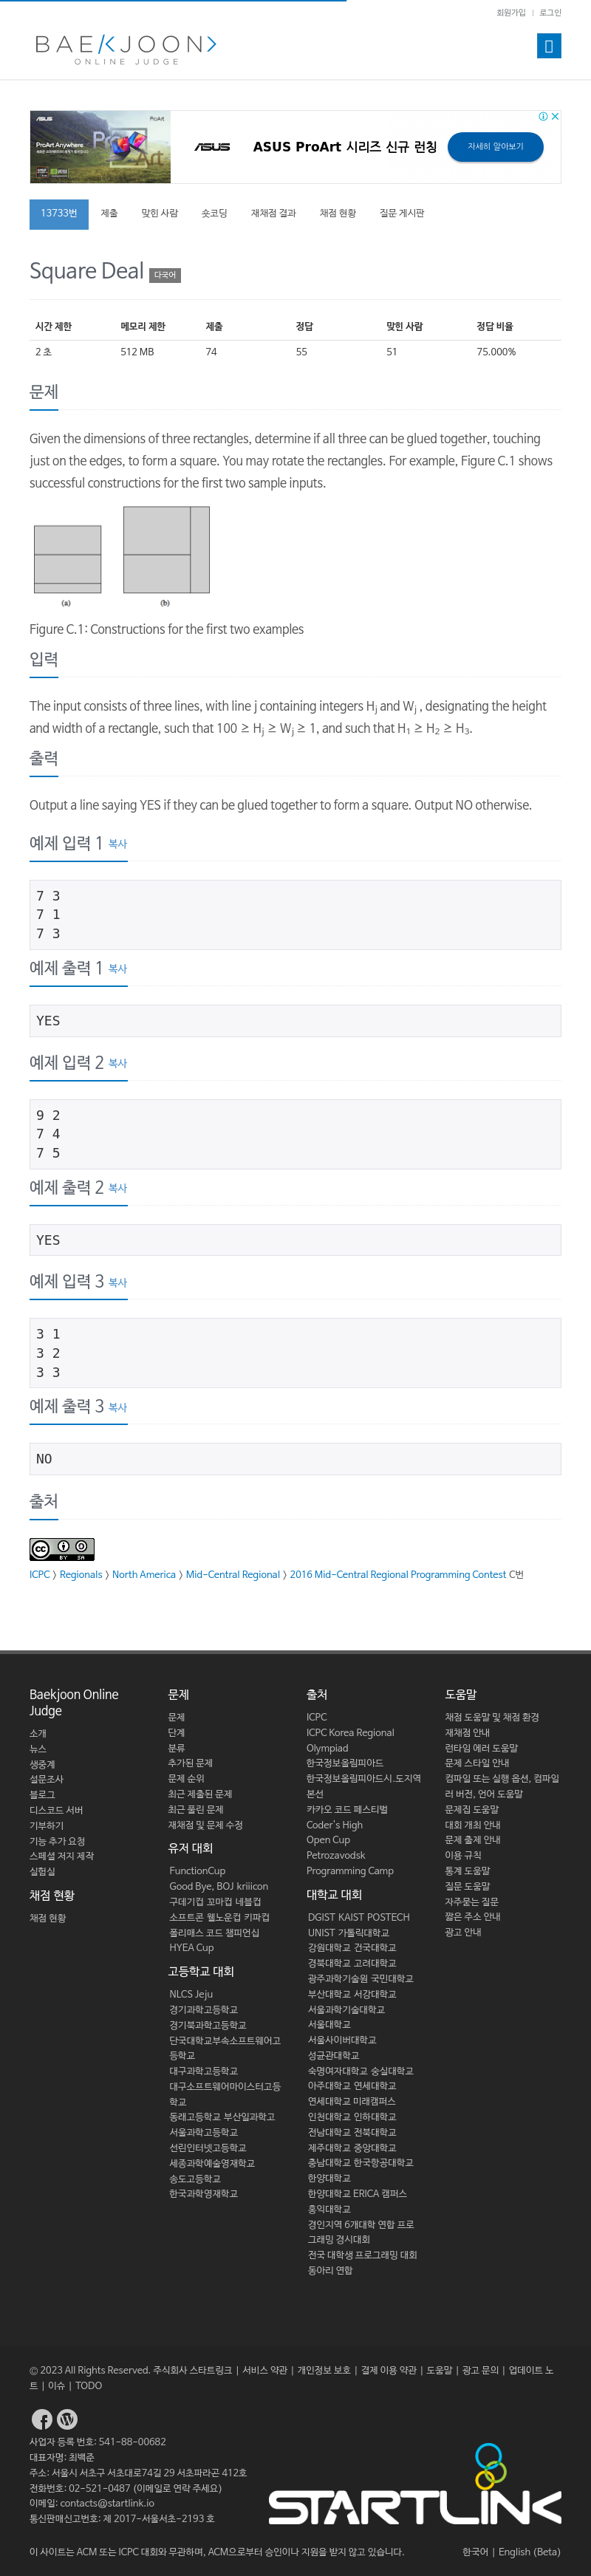 회원가입 | 로그인
BAEKJOON>
ONLINE JUDGE
ASUS
ProArt
ASUS ASUS ProArt 시리즈 신규 런칭 자세히 알아보기
13733번 제출 맞힌 사람 숏코딩 재채점 결과 채점 현황 질문 게시판
Square Deal 다국어
시간 제한 메모리 제한 제출 정답 맞힌 사람 정답 비율
2 초 512 MB 74 55 51 75.000%
문제
Given the dimensions of three rectangles, determine if all three can be glued together, touching
just on the edges, to form a square. You may rotate the rectangles. For example, Figure C.1 shows
successful constructions for the first two sample inputs.
(a) (b)
Figure C.1: Constructions for the first two examples
입력
The input consists of three lines, with line j containing integers Hj and Wj , designating the height
and width of a rectangle, such that 100 ≥ Hj ≥ Wj ≥ 1, and such that H1 ≥ H2 ≥ H3.
출력
Output a line saying YES if they can be glued together to form a square. Output NO otherwise.
예제 입력 1 복사
7 3
7 1
7 3
예제 출력 1 복사
YES
예제 입력 2 복사
9 2
7 4
7 5
예제 출력 2 복사
YES
예제 입력 3 복사
3 1
3 2
3 3
예제 출력 3 복사
NO
출처
CC BY SA
ICPC > Regionals > North America > Mid-Central Regional > 2016 Mid-Central Regional Programming Contest C번
Baekjoon Online
Judge
소개
뉴스
생중계
설문조사
블로그
디스코드 서버
기부하기
기능 추가 요청
스페셜 저지 제작
실험실
채점 현황
채점 현황
문제
문제
단계
분류
추가된 문제
문제 순위
최근 제출된 문제
최근 풀린 문제
재채점 및 문제 수정
유저 대회
FunctionCup
Good Bye, BOJ kriiicon
구데기컵 꼬마컵 네블컵
소프트콘 웰노운컵 키파컵
폴리매스 코드 챔피언십
HYEA Cup
고등학교 대회
NLCS Jeju
경기과학고등학교
경기북과학고등학교
단국대학교부속소프트웨어고
등학교
대구과학고등학교
대구소프트웨어마이스터고등
학교
동래고등학교 부산일과학고
서울과학고등학교
선린인터넷고등학교
세종과학예술영재학교
송도고등학교
한국과학영재학교
출처
ICPC
ICPC Korea Regional
Olympiad
한국정보올림피아드
한국정보올림피아드시.도지역
본선
카카오 코드 페스티벌
Coder's High
Open Cup
Petrozavodsk
Programming Camp
대학교 대회
DGIST KAIST POSTECH
UNIST 가톨릭대학교
강원대학교 건국대학교
경북대학교 고려대학교
광주과학기술원 국민대학교
부산대학교 서강대학교
서울과학기술대학교
서울대학교
서울사이버대학교
성균관대학교
숙명여자대학교 숭실대학교
아주대학교 연세대학교
연세대학교 미래캠퍼스
인천대학교 인하대학교
전남대학교 전북대학교
제주대학교 중앙대학교
충남대학교 한국항공대학교
한양대학교
한양대학교 ERICA 캠퍼스
홍익대학교
경인지역 6개대학 연합 프로
그래밍 경시대회
전국 대학생 프로그래밍 대회
동아리 연합
도움말
채점 도움말 및 채점 환경
재채점 안내
런타임 에러 도움말
문제 스타일 안내
컴파일 또는 실행 옵션, 컴파일
러 버전, 언어 도움말
문제집 도움말
대회 개최 안내
문제 출제 안내
이용 규칙
통계 도움말
질문 도움말
자주묻는 질문
짧은 주소 안내
광고 안내
© 2023 All Rights Reserved. 주식회사 스타트링크 | 서비스 약관 | 개인정보 보호 | 결제 이용 약관 | 도움말 | 광고 문의 | 업데이트 노
트 | 이슈 | TODO
사업자 등록 번호: 541-88-00682
대표자명: 최백준
주소: 서울시 서초구 서초대로74길 29 서초파라곤 412호
전화번호: 02-521-0487 (이메일로 연락 주세요)
이메일: contacts@startlink.io
통신판매신고번호: 제 2017-서울서초-2193 호
STARTLINK
이 사이트는 ACM 또는 ICPC 대회와 무관하며, ACM으로부터 승인이나 지원을 받지 않고 있습니다.
한국어 | English (Beta)